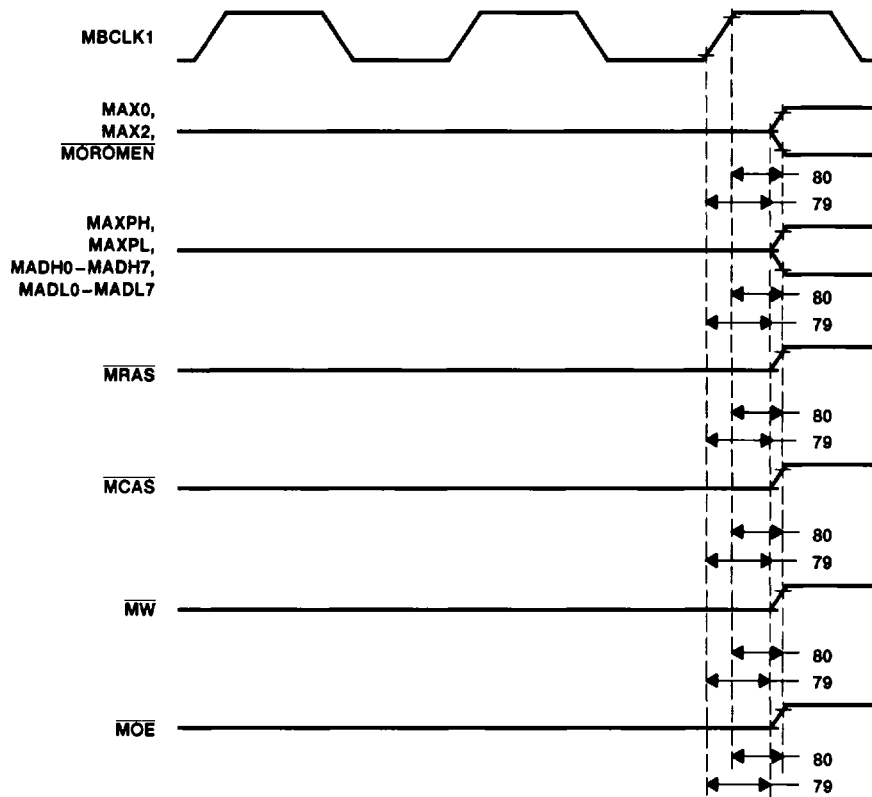 MBCLK1
MAX0,
MAX2,
MOROMEN
80
79
MAXPH,
MAXPL,
MADH0–MADH7,
MADL0–MADL7
80
79
MRAS
80
79
MCAS
80
79
MW
80
79
MOE
80
79